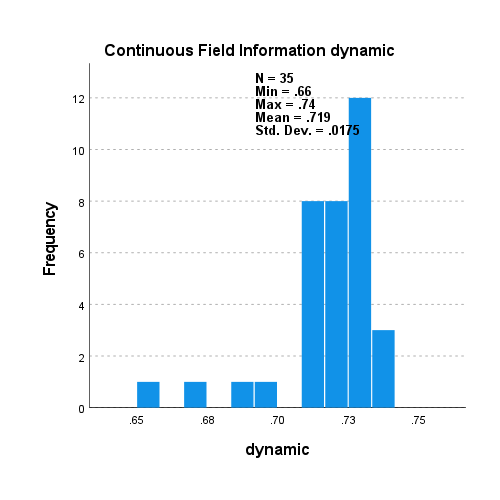 Continuous Field Information dynamic
N = 35
Min = .66
Max = .74
Mean = .719
Std. Dev. = .0175
12
10
8
6
4
2
0
Frequency
.65 .68 .70 .73 .75
dynamic